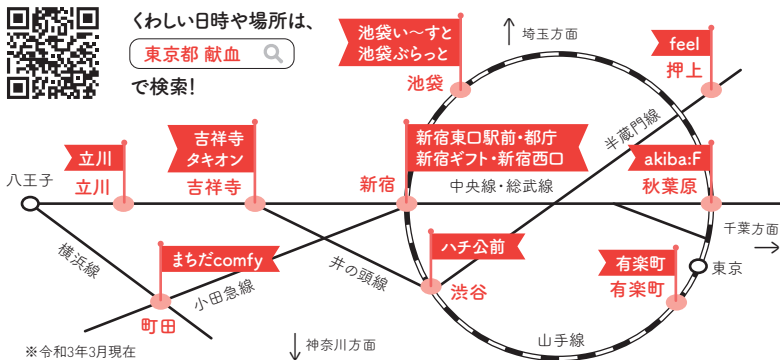 くわしい日時や場所は、
東京都 献血
で検索!
池袋い〜すと
池袋ぶらっと
池袋
↑埼玉方面
feel
押上
半蔵門線
立川
立川
吉祥寺
タキオン
吉祥寺
新宿東口駅前・都庁
新宿ギフト・新宿西口
新宿
中央線・総武線
akiba:F
秋葉原
八王子
千葉方面
→
横浜線
まちだcomfy
小田急線
井の頭線
ハチ公前
渋谷
有楽町
有楽町
東京
町田
山手線
↓神奈川方面
※令和3年3月現在